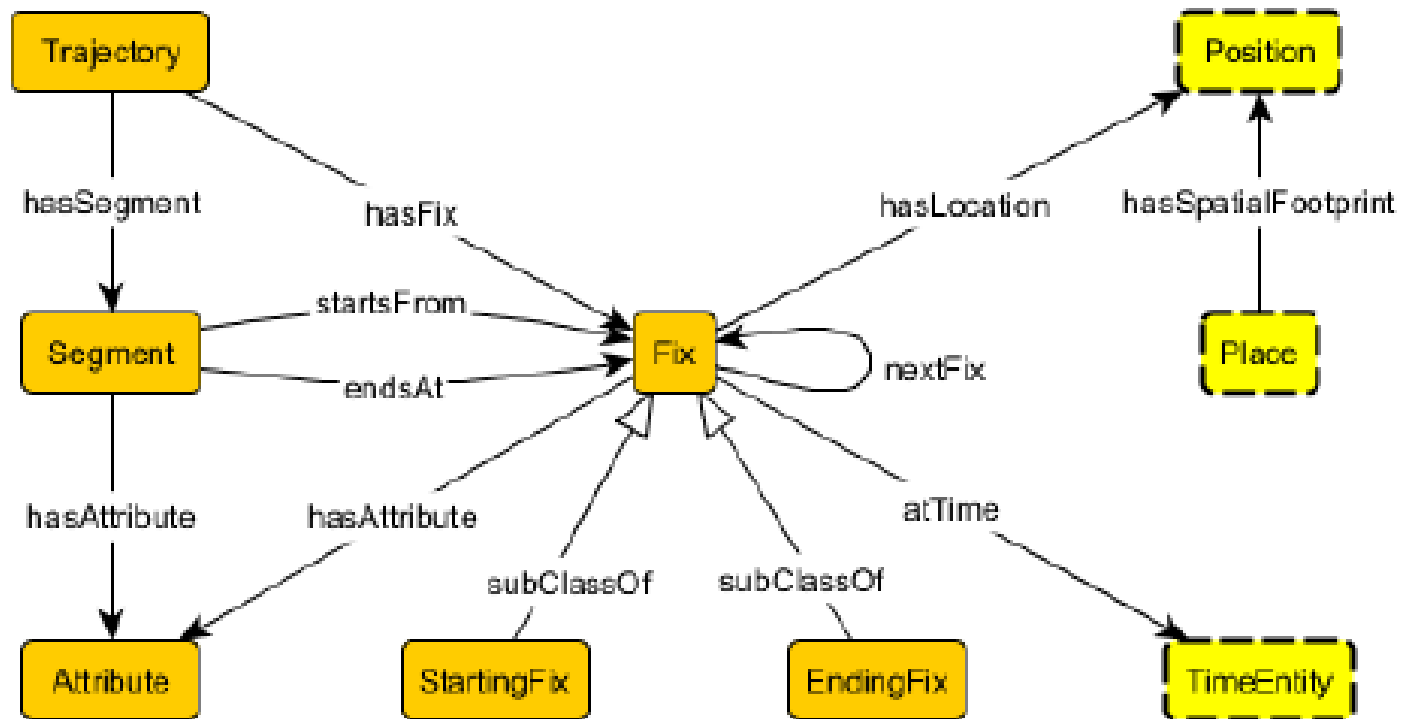 Trajectory
Position
hasSegment
hasFix
hasLocation
hasSpatialFootprint
startsFrom
Segment
Fix
nextFix
Place
endsAt
hasAttribute
hasAttribute
atTime
subClassOf
subClassOf
Attribute
StartingFix
EndingFix
TimeEntity